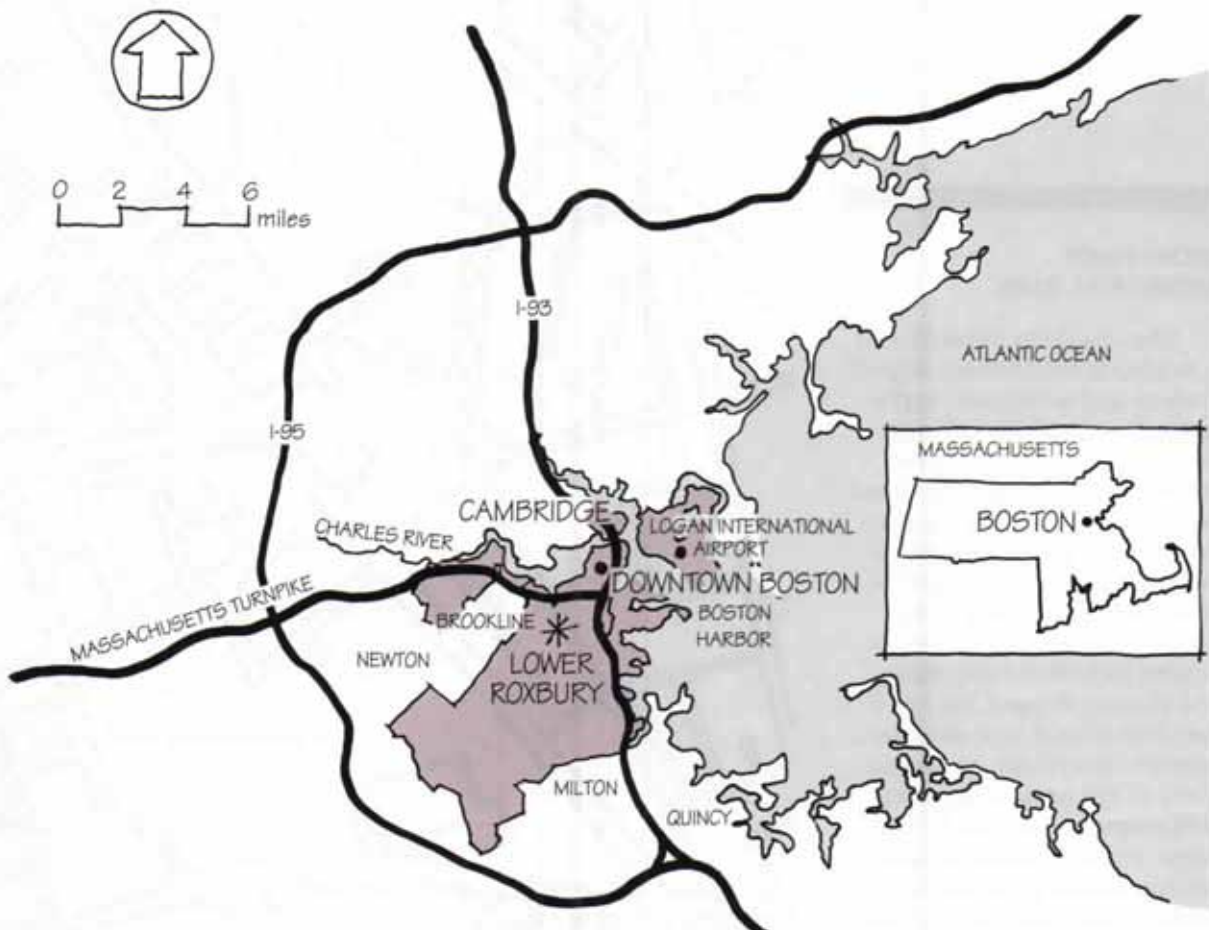 0 2 4 6
miles
I-93
ATLANTIC OCEAN
I-95
MASSACHUSETTS
BOSTON
CAMBRIDGE
CHARLES RIVER
LOGAN INTERNATIONAL
AIRPORT
DOWNTOWN BOSTON
MASSACHUSETTS TURNPIKE
BROOKLINE
BOSTON
HARBOR
NEWTON
LOWER
ROXBURY
MILTON
QUINCY